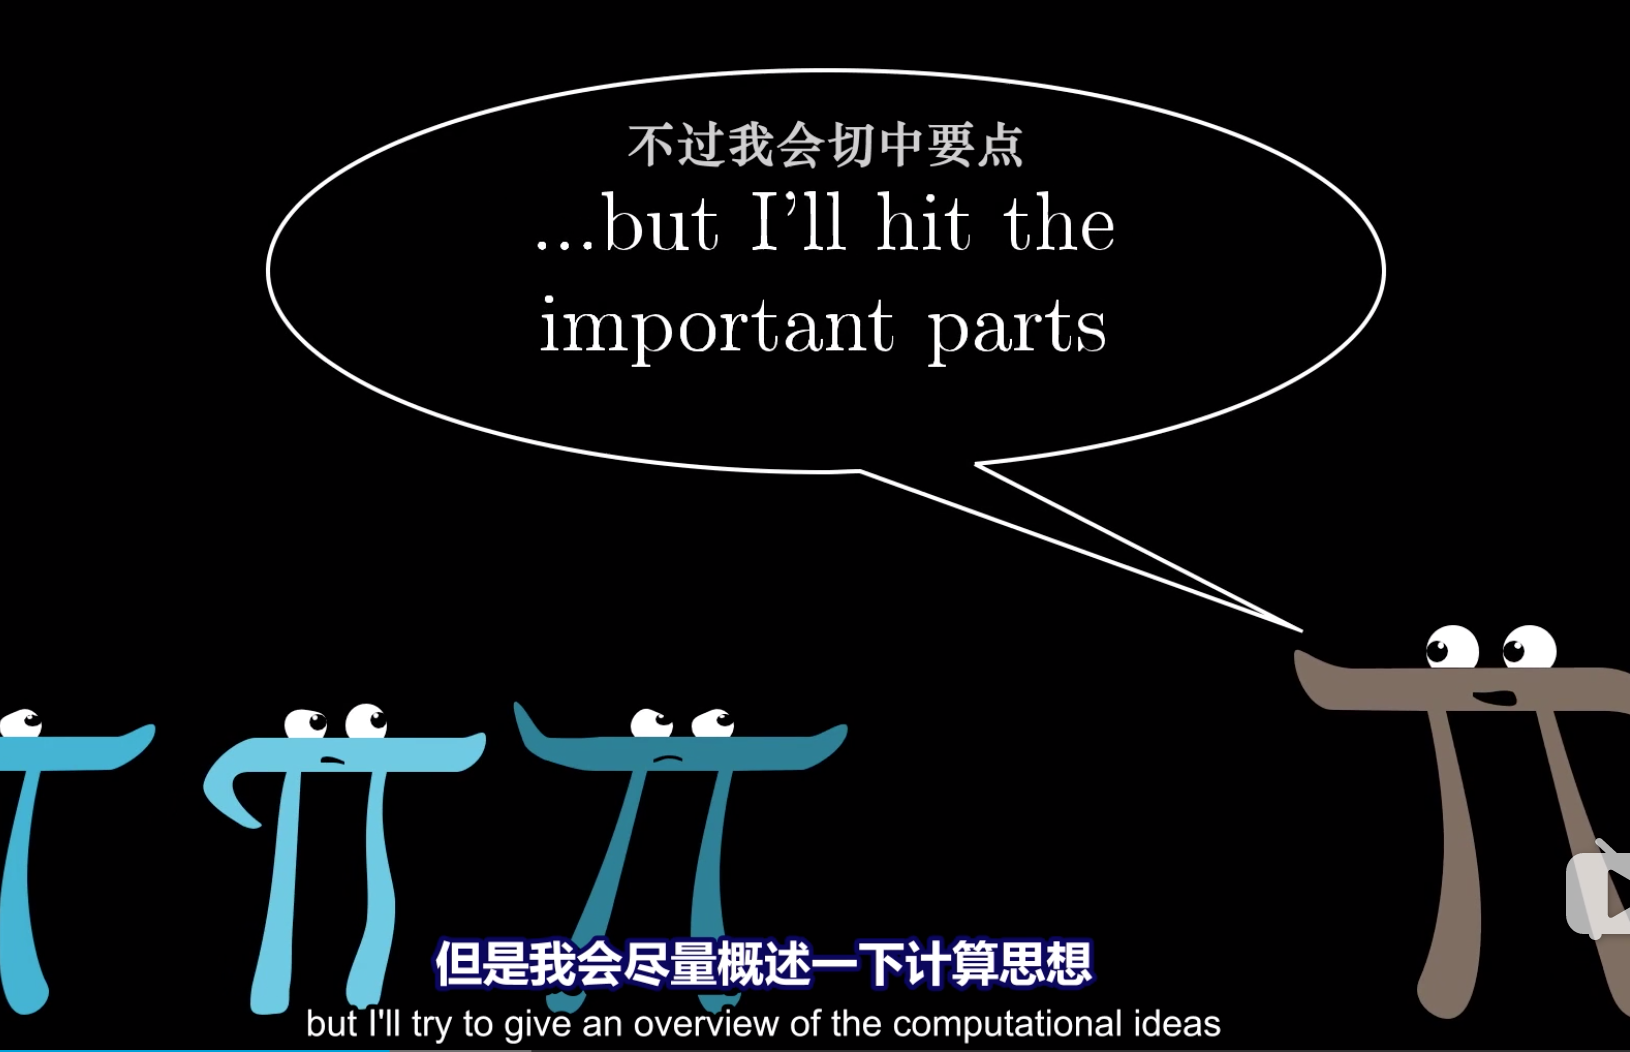 不过我会切中要点
...but I'll hit the
important parts
但是我会尽量概述一下计算思想
but I'll try to give an overview of the computational ideas